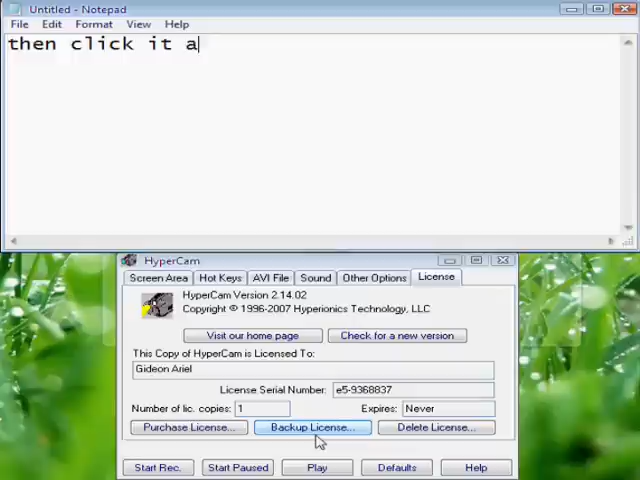 Untitled - Notepad
File Edit Format View Help
then click it a
HyperCam
Screen Area Hot Keys AVI File Sound Other Options License
HyperCam Version 2.14.02
Copyright © 1996-2007 Hyperionics Technology, LLC
Visit our home page Check for a new version
This Copy of HyperCam is Licensed To:
Gideon Ariel
License Serial Number: e5-9368837
Number of lic. copies: 1 Expires: Never
Purchase License... Backup License... Delete License...
Start Rec. Start Paused Play Defaults Help